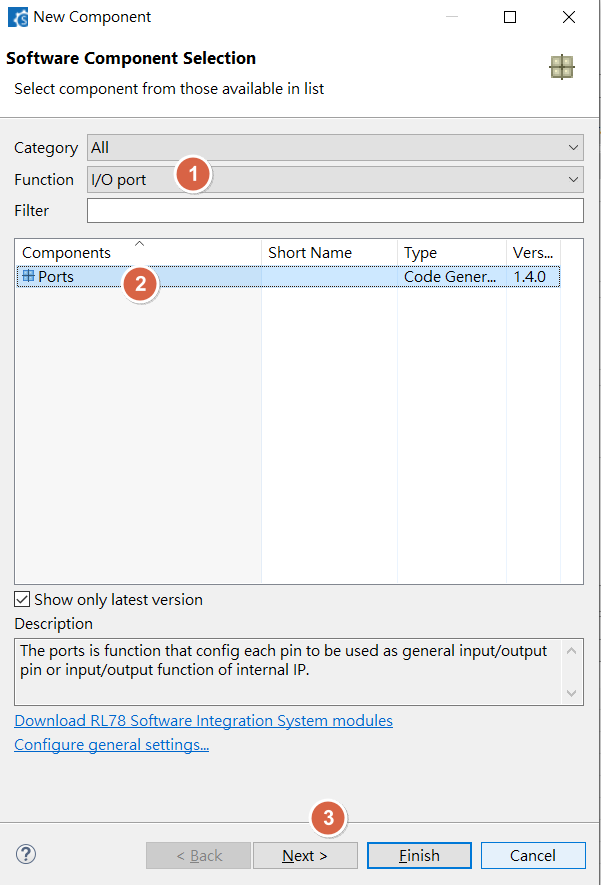 New Component
Software Component Selection
Select component from those available in list
Category All
Function I/O port 1
Filter
Components Short Name Type Vers...
Ports Code Gener... 1.4.0
2
Show only latest version
Description
The ports is function that config each pin to be used as general input/output
pin or input/output function of internal IP.
Download RL78 Software Integration System modules
Configure general settings...
3
? < Back Next > Finish Cancel